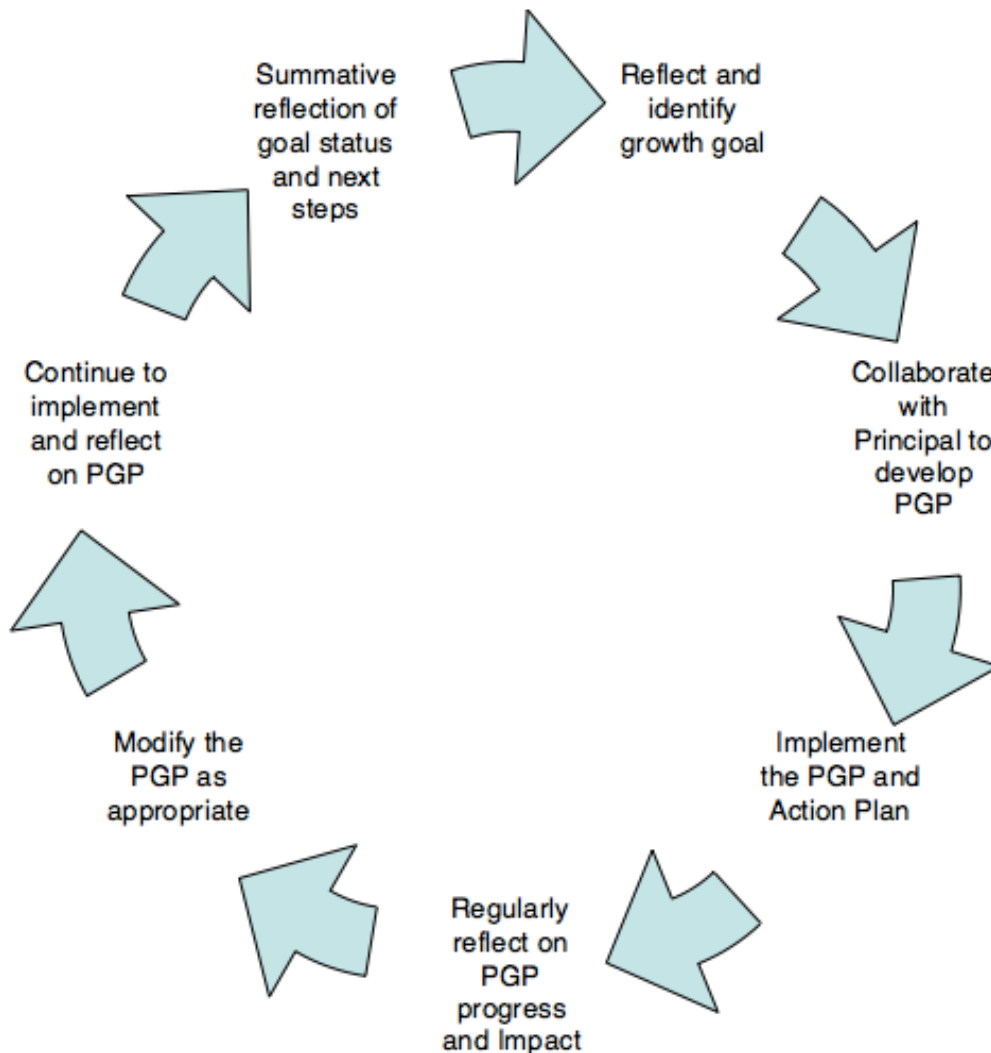 Summative
reflection of
goal status
and next
steps
Reflect and
identify
growth goal
Collaborate
with
Principal to
develop
PGP
Implement
the PGP and
Action Plan
Regularly
reflect on
PGP
progress
and Impact
Modify the
PGP as
appropriate
Continue to
implement
and reflect
on PGP